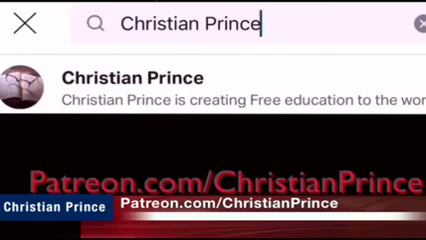 Christian Prince
Christian Prince
Christian Prince is creating Free education to the wor
Patreon.com/ChristianPrince
Christian Prince
Patreon.com/ChristianPrince